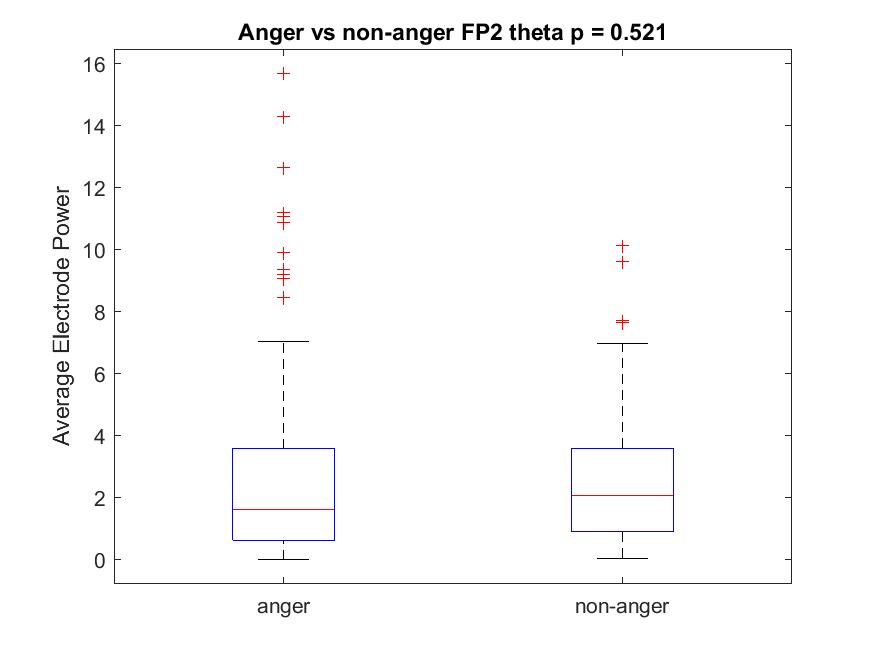 Anger vs non-anger FP2 theta p = 0.521
Average Electrode Power
16
14
12
10
8
6
4
2
0
anger
non-anger